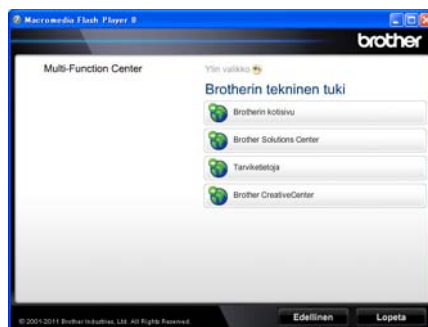 Macromedia Flash Player 8
brother
Multi-Function Center
Ylin valikko
Brotherin tekninen tuki
Brotherin kotisivu
Brother Solutions Center
Tarviketietoja
Brother CreativeCenter
© 2001-2011 Brother Industries, Ltd. All Rights Reserved.
Edellinen
Lopeta